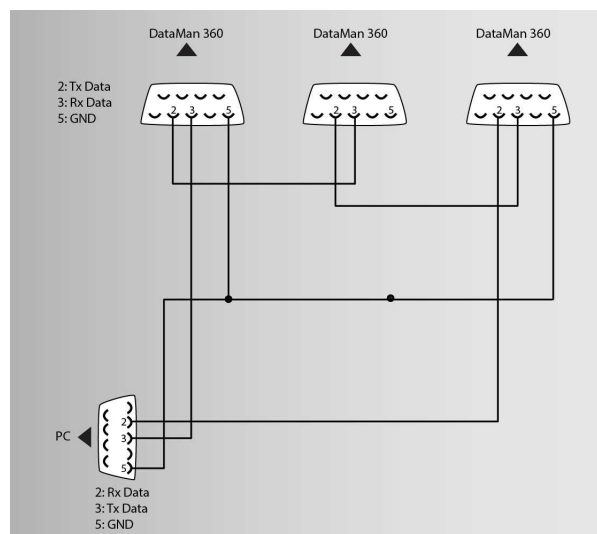 DataMan 360
DataMan 360
DataMan 360
2: Tx Data
3: Rx Data
5: GND
2 3 5
2 3 5
2 3 5
PC
2
3
5
2: Rx Data
3: Tx Data
5: GND